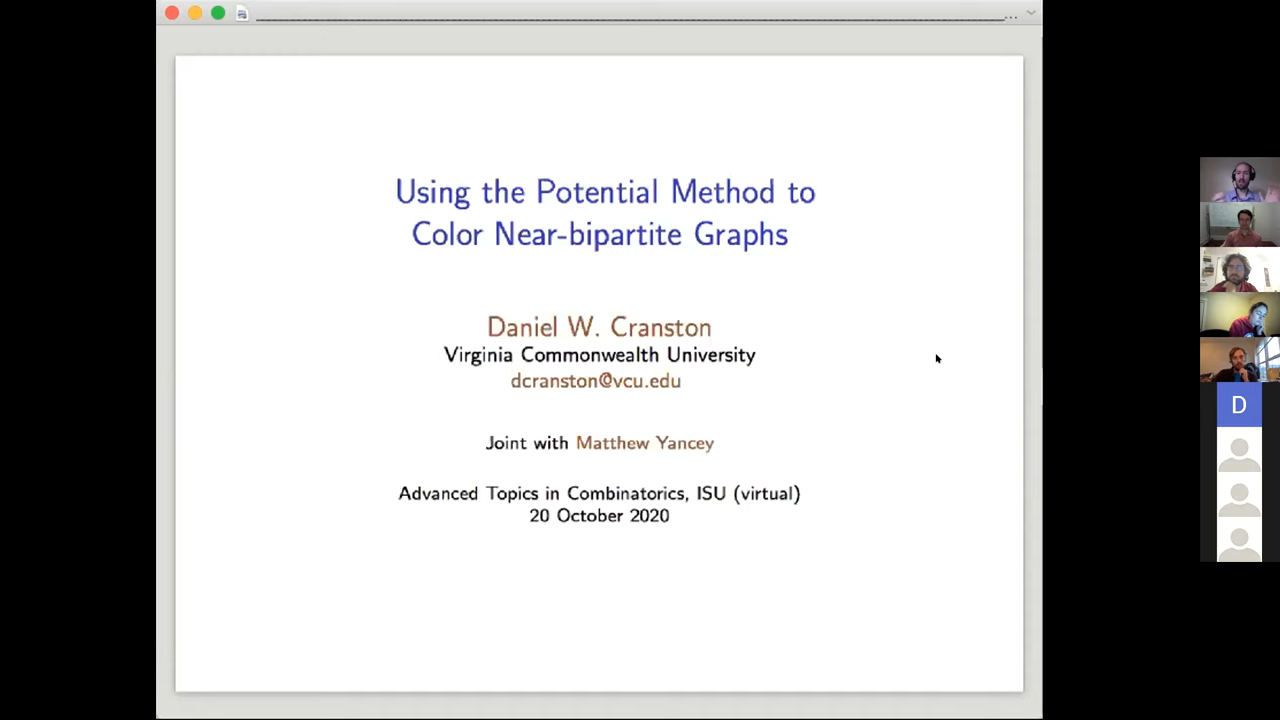 Using the Potential Method to
Color Near-bipartite Graphs
Daniel W. Cranston
Virginia Commonwealth University
dcranston@vcu.edu
Joint with Matthew Yancey
Advanced Topics in Combinatorics, ISU (virtual)
20 October 2020
D